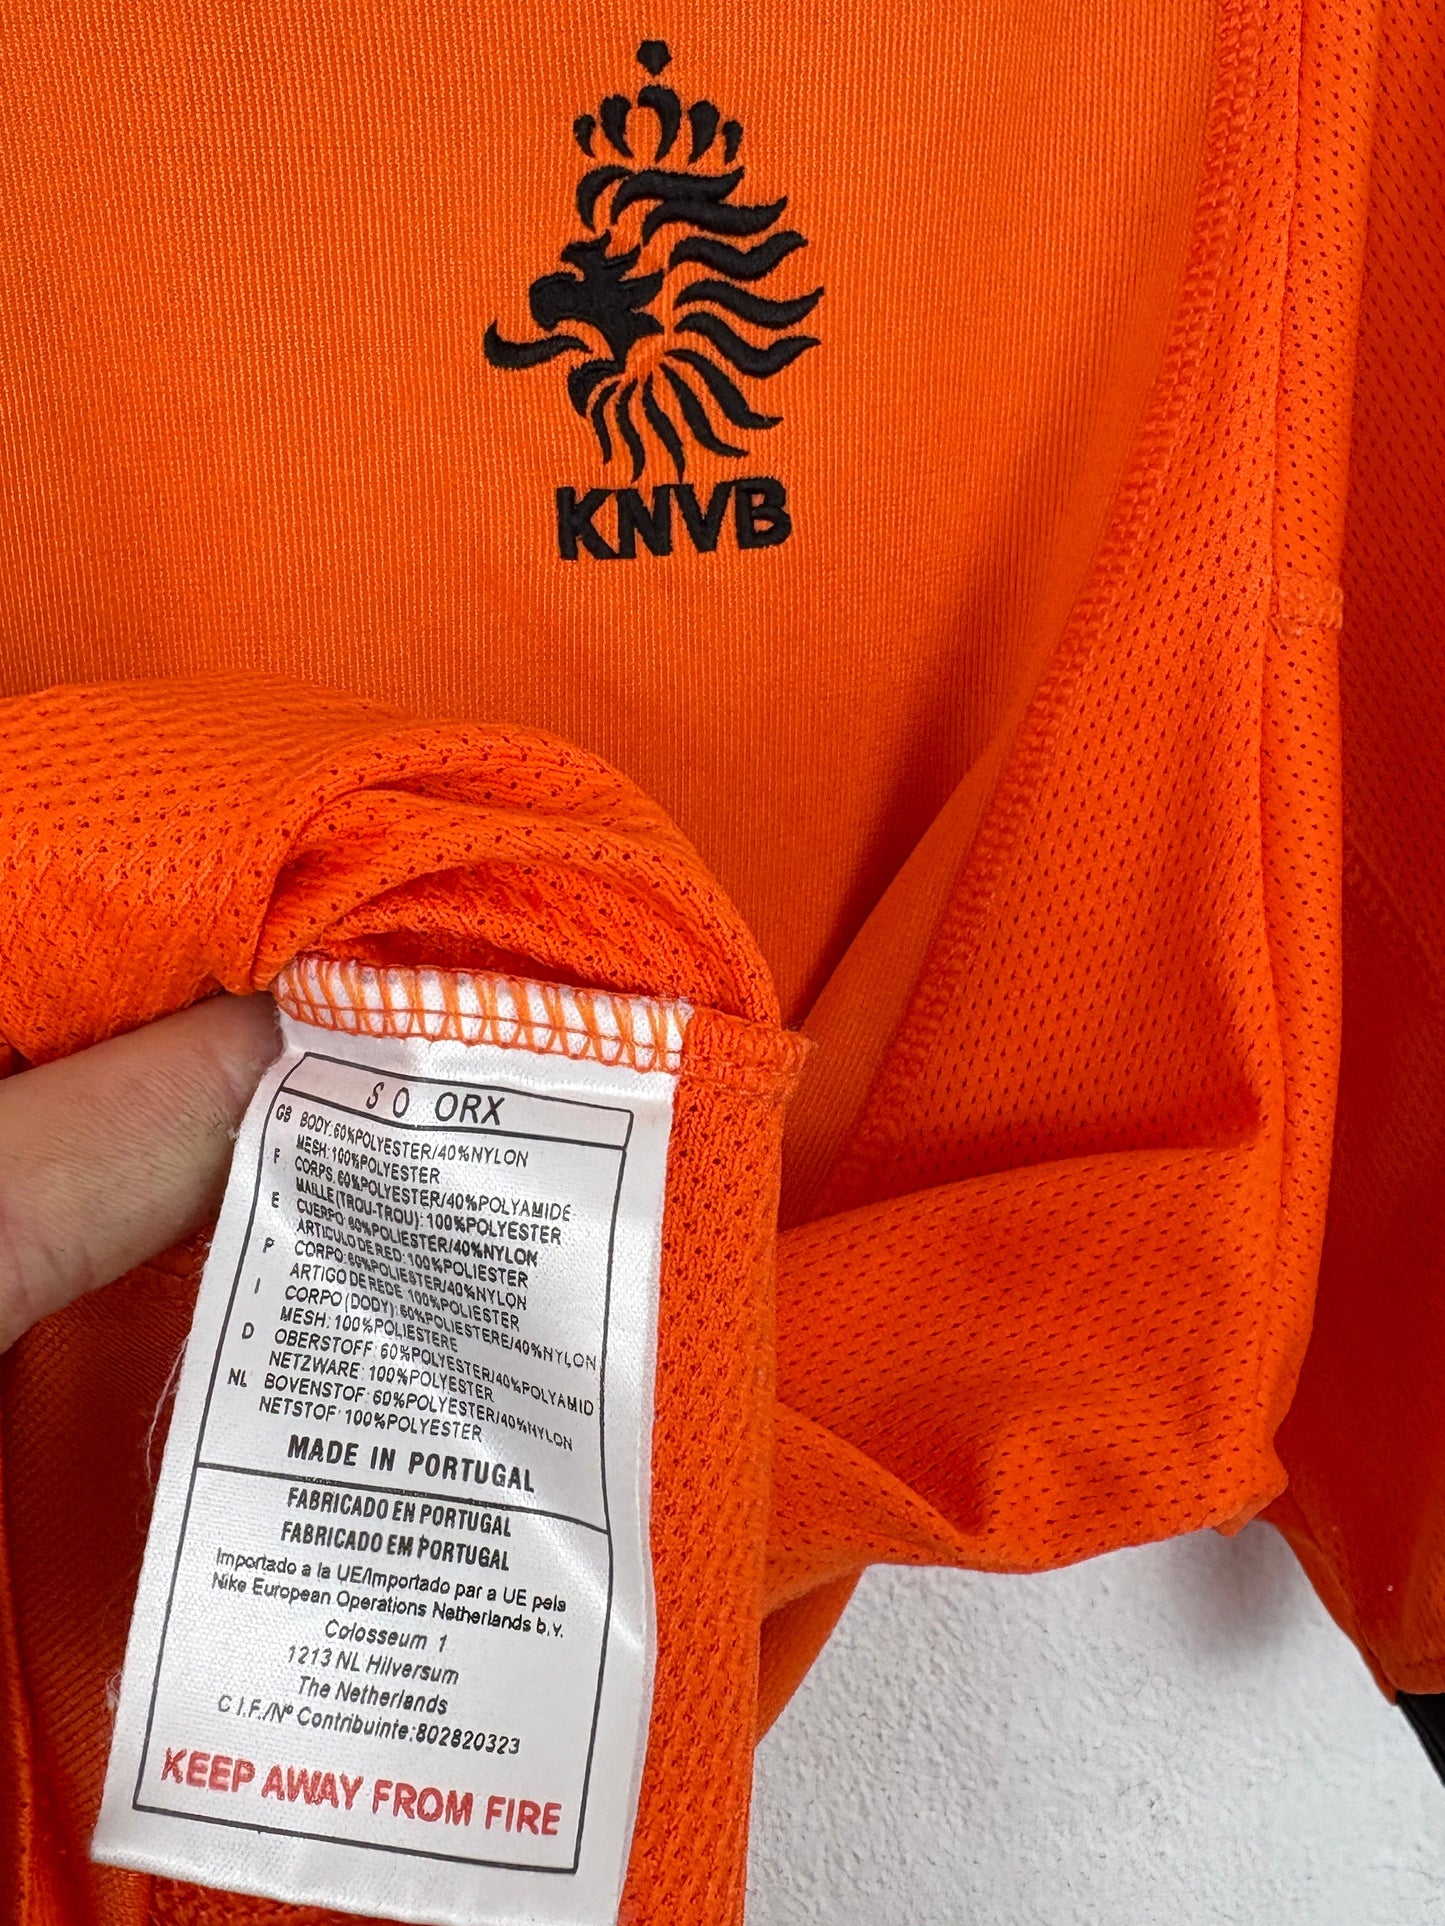 KNVB
S O ORX
GB BODY:60%POLYESTER/40%NYLON
MESH:100%POLYESTER
F CORPS:60%POLYESTER/40%POLYAMIDE
MAILLE(TROU-TROU):100%POLYESTER
E CUERPO:60%POLIESTER/40%NYLON
ARTICULO DE RED:100%POLIESTER
P CORPO:60%POLIESTER/40%NYLON
ARTIGO DE REDE 100%POLIESTER
I CORPO(DODY):60%POLIESTERE/40%NYLON
MESH:100%POLIESTERE
D OBERSTOFF:60%POLYESTER/40%POLYAMID
NETZWARE:100%POLYESTER
NL BOVENSTOF:60%POLYESTER/40%NYLON
NETSTOF:100%POLYESTER
MADE IN PORTUGAL
FABRICADO EN PORTUGAL
FABRICADO EM PORTUGAL
Importado a la UE/Importado par a UE pela
Nike European Operations Netherlands b.v.
Colosseum 1
1213 NL Hilversum
The Netherlands
C I.F./Nº Contribuinte:802820323
KEEP AWAY FROM FIRE